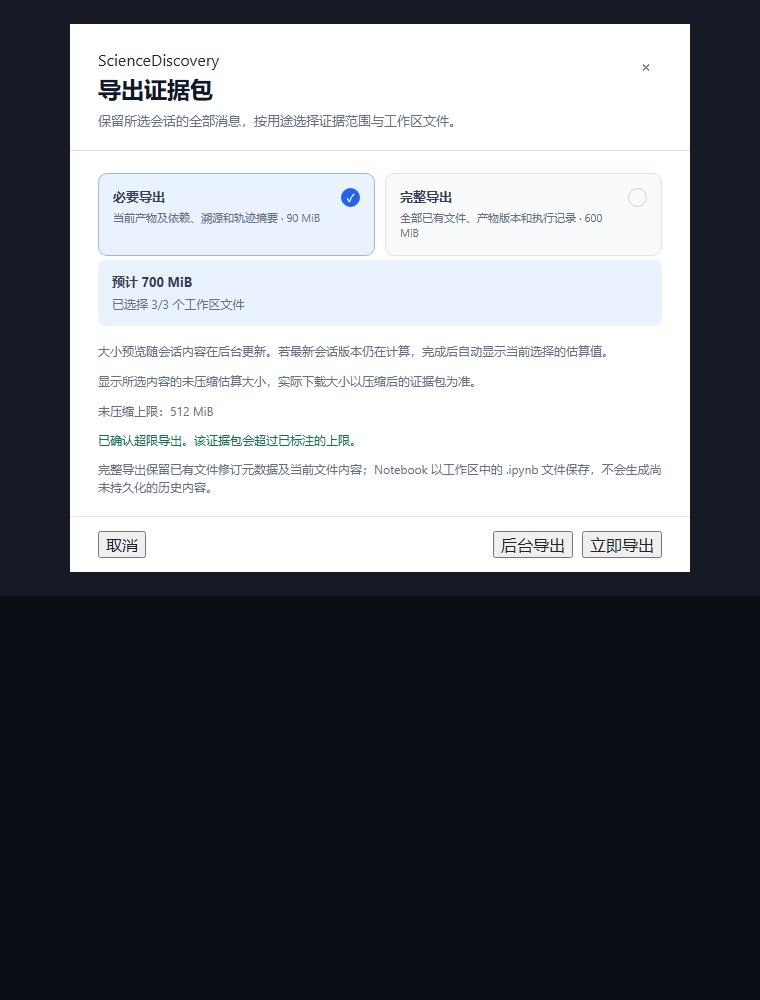 ScienceDiscovery
×
导出证据包
保留所选会话的全部消息，按用途选择证据范围与工作区文件。
必要导出
当前产物及依赖、溯源和轨迹摘要 · 90 MiB
✓
完整导出
全部已有文件、产物版本和执行记录 · 600
MiB
预计 700 MiB
已选择 3/3 个工作区文件
大小预览随会话内容在后台更新。若最新会话版本仍在计算，完成后自动显示当前选择的估算值。
显示所选内容的未压缩估算大小，实际下载大小以压缩后的证据包为准。
未压缩上限：512 MiB
已确认超限导出。该证据包会超过已标注的上限。
完整导出保留已有文件修订元数据及当前文件内容；Notebook 以工作区中的 .ipynb 文件保存，不会生成尚
未持久化的历史内容。
取消
后台导出
立即导出